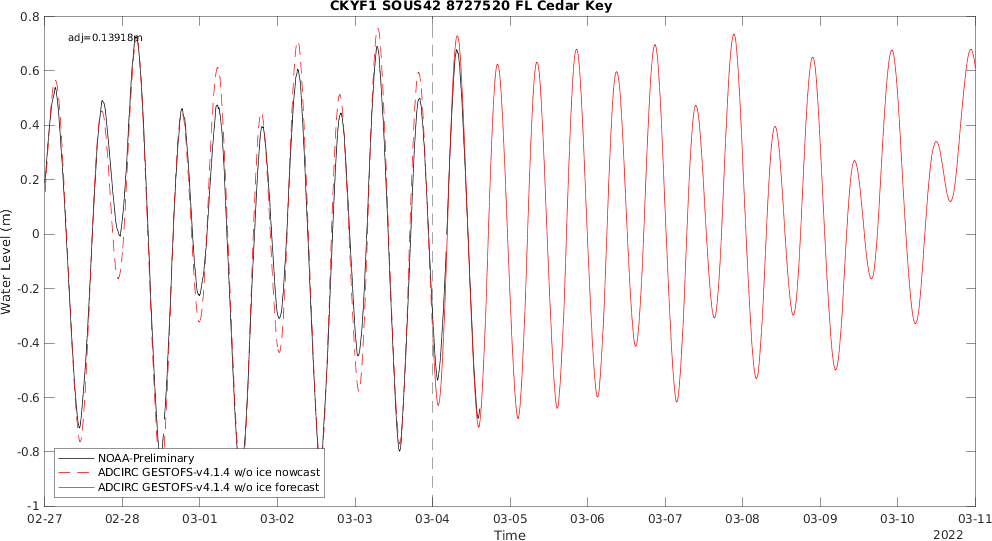 CKYF1 SOUS42 8727520 FL Cedar Key
adj=0.13918m
0.8
0.6
0.4
0.2
0
-0.2
-0.4
-0.6
-0.8
-1
Water Level (m)
NOAA-Preliminary
ADCIRC GESTOFS-v4.1.4 w/o ice nowcast
ADCIRC GESTOFS-v4.1.4 w/o ice forecast
02-27 02-28 03-01 03-02 03-03 03-04 03-05 03-06 03-07 03-08 03-09 03-10 03-11
Time
2022